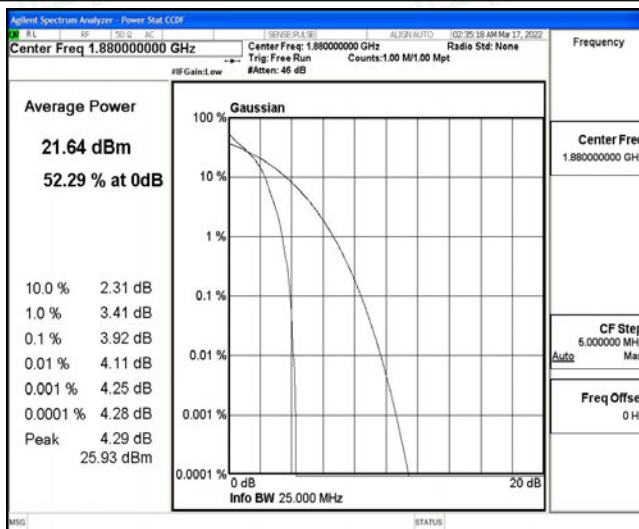 Agilent Spectrum Analyzer - Power Stat CCDF
RL RF 50 Ω AC SENSE:PULSE ALIGN AUTO 02:35:18 AM Mar 17, 2022
Center Freq 1.880000000 GHz
Center Freq: 1.880000000 GHz Radio Std: None
Trig: Free Run Counts:1.00 M/1.00 Mpt
#IFGain:Low #Atten: 46 dB
Frequency
Average Power
21.64 dBm
52.29 % at 0dB
10.0 % 2.31 dB
1.0 % 3.41 dB
0.1 % 3.92 dB
0.01 % 4.11 dB
0.001 % 4.25 dB
0.0001 % 4.28 dB
Peak 4.29 dB
25.93 dBm
Gaussian
100 %
10 %
1 %
0.1 %
0.01 %
0.001 %
0.0001 %
0 dB 20 dB
Info BW 25.000 MHz
Center Fre
1.880000000 GH
CF Step
5.000000 MH
Auto Ma
Freq Offse
0 H
MSG STATUS